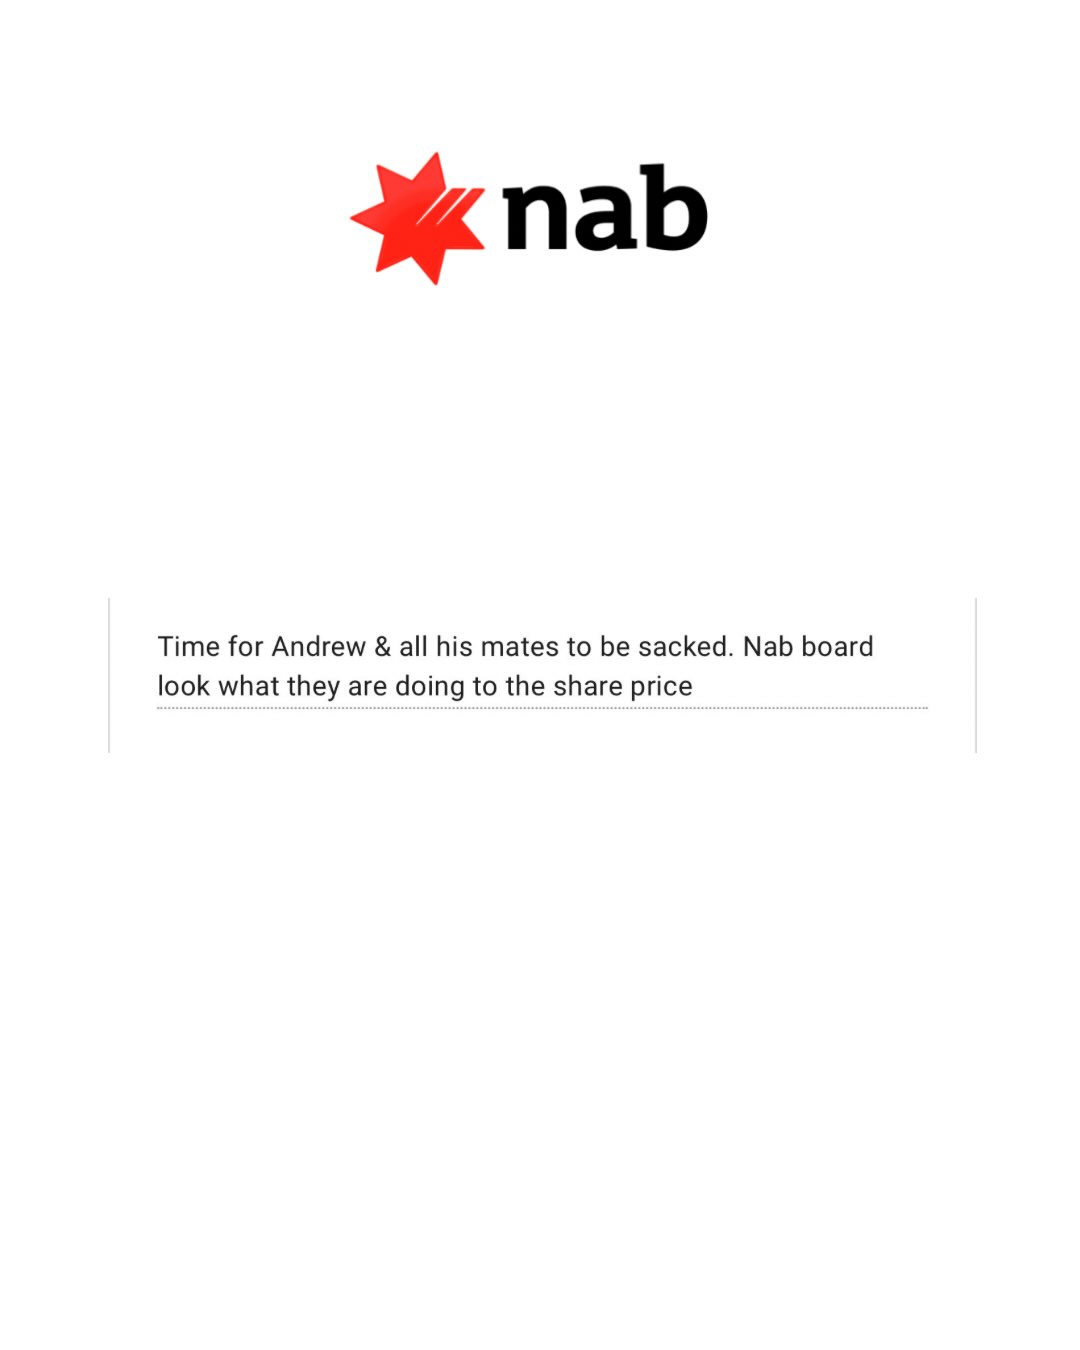 nab
Time for Andrew & all his mates to be sacked. Nab board
look what they are doing to the share price